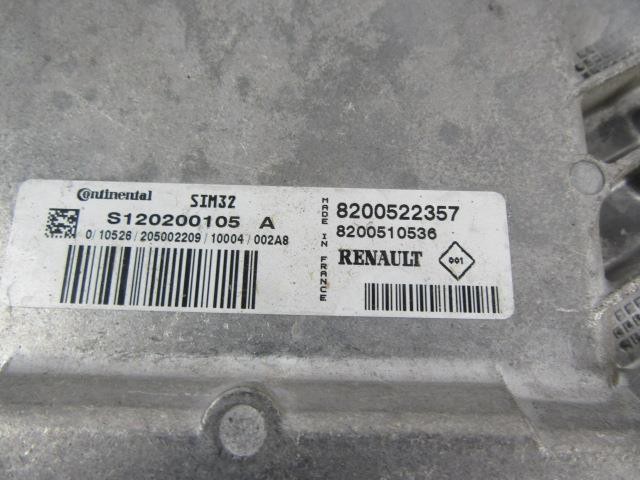 Continental SIM32
S120200105 A
0/10526/205002209/10004/002A8
MADE IN FRANCE
8200522357
8200510536
RENAULT 001